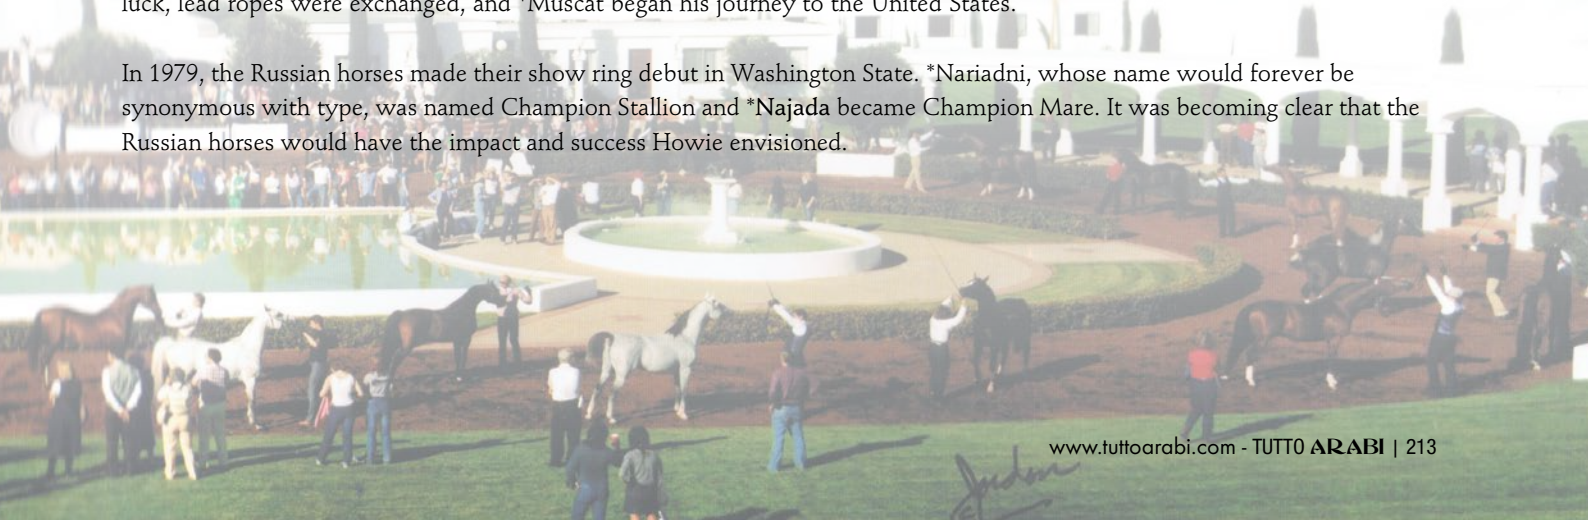 luck, lead ropes were exchanged, and *Muscat began his journey to the United States.
In 1979, the Russian horses made their show ring debut in Washington State. *Nariadni, whose name would forever be
synonymous with type, was named Champion Stallion and *Najada became Champion Mare. It was becoming clear that the
Russian horses would have the impact and success Howie envisioned.
www.tuttoarabi.com - TUTTO ARABI | 213